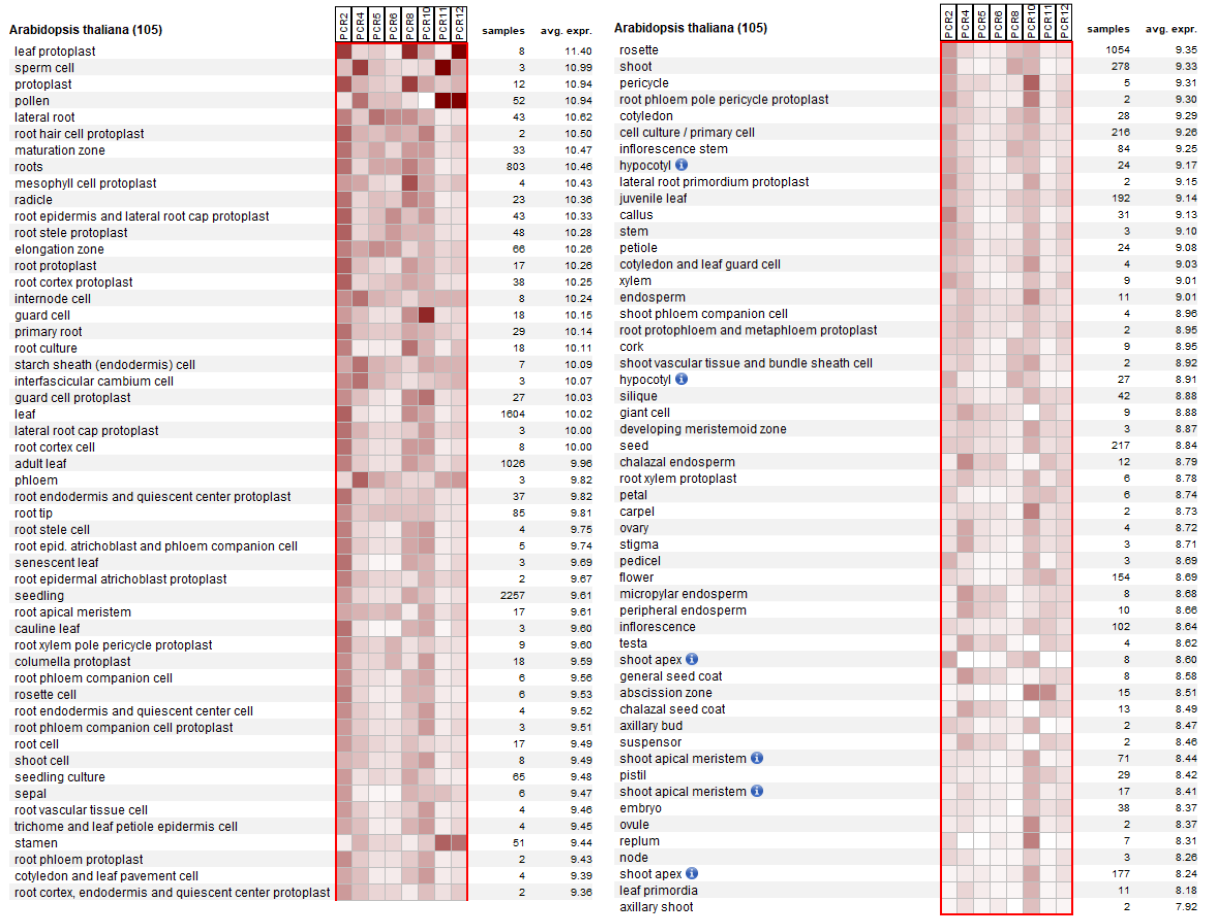 Arabidopsis thaliana (105) PCR2 PCR4 PCR5 PCR6 PCR8 PCR10 PCR11 PCR12 samples avg. expr.
leaf protoplast 8 11.40
sperm cell 3 10.99
protoplast 12 10.94
pollen 52 10.94
lateral root 43 10.62
root hair cell protoplast 2 10.50
maturation zone 33 10.47
roots 803 10.46
mesophyll cell protoplast 4 10.43
radicle 23 10.36
root epidermis and lateral root cap protoplast 43 10.33
root stele protoplast 48 10.28
elongation zone 66 10.26
root protoplast 17 10.26
root cortex protoplast 38 10.25
internode cell 8 10.24
guard cell 18 10.15
primary root 29 10.14
root culture 18 10.11
starch sheath (endodermis) cell 7 10.09
interfascicular cambium cell 3 10.07
guard cell protoplast 27 10.03
leaf 1604 10.02
lateral root cap protoplast 3 10.00
root cortex cell 8 10.00
adult leaf 1026 9.96
phloem 3 9.82
root endodermis and quiescent center protoplast 37 9.82
root tip 85 9.81
root stele cell 4 9.75
root epid. atrichoblast and phloem companion cell 5 9.74
senescent leaf 3 9.69
root epidermal atrichoblast protoplast 2 9.67
seedling 2257 9.61
root apical meristem 17 9.61
cauline leaf 3 9.60
root xylem pole pericycle protoplast 9 9.60
columella protoplast 18 9.59
root phloem companion cell 6 9.56
rosette cell 6 9.53
root endodermis and quiescent center cell 4 9.52
root phloem companion cell protoplast 3 9.51
root cell 17 9.49
shoot cell 8 9.49
seedling culture 65 9.48
sepal 6 9.47
root vascular tissue cell 4 9.46
trichome and leaf petiole epidermis cell 4 9.45
stamen 51 9.44
root phloem protoplast 2 9.43
cotyledon and leaf pavement cell 4 9.39
root cortex, endodermis and quiescent center protoplast 2 9.36
Arabidopsis thaliana (105) PCR2 PCR4 PCR5 PCR6 PCR8 PCR10 PCR11 PCR12 samples avg. expr.
rosette 1054 9.35
shoot 278 9.33
pericycle 5 9.31
root phloem pole pericycle protoplast 2 9.30
cotyledon 28 9.29
cell culture / primary cell 216 9.26
inflorescence stem 84 9.25
hypocotyl 24 9.17
lateral root primordium protoplast 2 9.15
juvenile leaf 192 9.14
callus 31 9.13
stem 3 9.10
petiole 24 9.08
cotyledon and leaf guard cell 4 9.03
xylem 9 9.01
endosperm 11 9.01
shoot phloem companion cell 4 8.96
root protophloem and metaphloem protoplast 2 8.95
cork 9 8.95
shoot vascular tissue and bundle sheath cell 2 8.92
hypocotyl 27 8.91
silique 42 8.88
giant cell 9 8.88
developing meristemoid zone 3 8.87
seed 217 8.84
chalazal endosperm 12 8.79
root xylem protoplast 6 8.78
petal 6 8.74
carpel 2 8.73
ovary 4 8.72
stigma 3 8.71
pedicel 3 8.69
flower 154 8.69
micropylar endosperm 8 8.68
peripheral endosperm 10 8.66
inflorescence 102 8.64
testa 4 8.62
shoot apex 8 8.60
general seed coat 8 8.58
abscission zone 15 8.51
chalazal seed coat 13 8.49
axillary bud 2 8.47
suspensor 2 8.46
shoot apical meristem 71 8.44
pistil 29 8.42
shoot apical meristem 17 8.41
embryo 38 8.37
ovule 2 8.37
replum 7 8.31
node 3 8.26
shoot apex 177 8.24
leaf primordia 11 8.18
axillary shoot 2 7.92